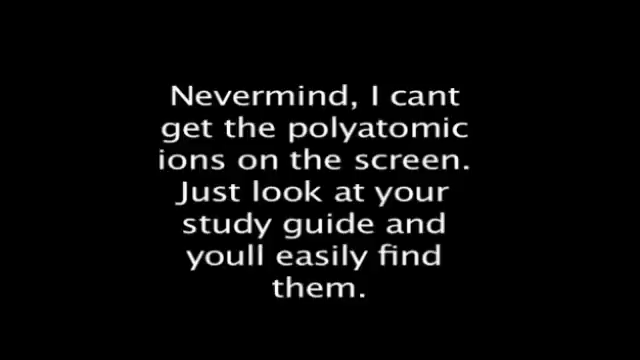 Nevermind, I cant
get the polyatomic
ions on the screen.
Just look at your
study guide and
youll easily find
them.